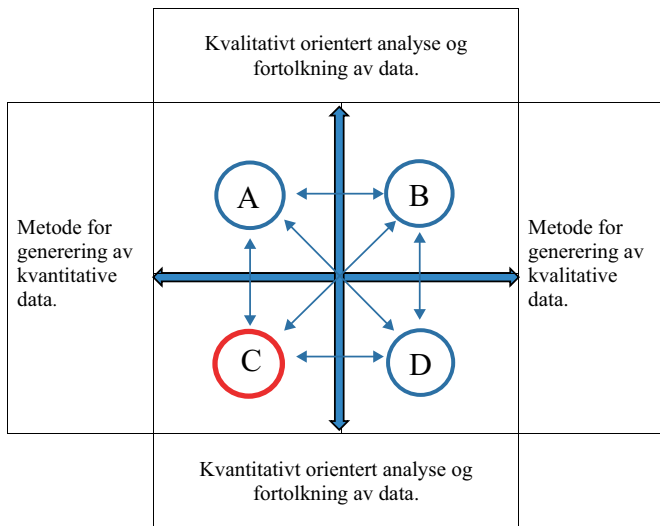 Kvalitativt orientert analyse og
fortolkning av data.
A
B
Metode for
generering av
kvantitative
data.
Metode for
generering av
kvalitative
data.
C
D
Kvantitativt orientert analyse og
fortolkning av data.